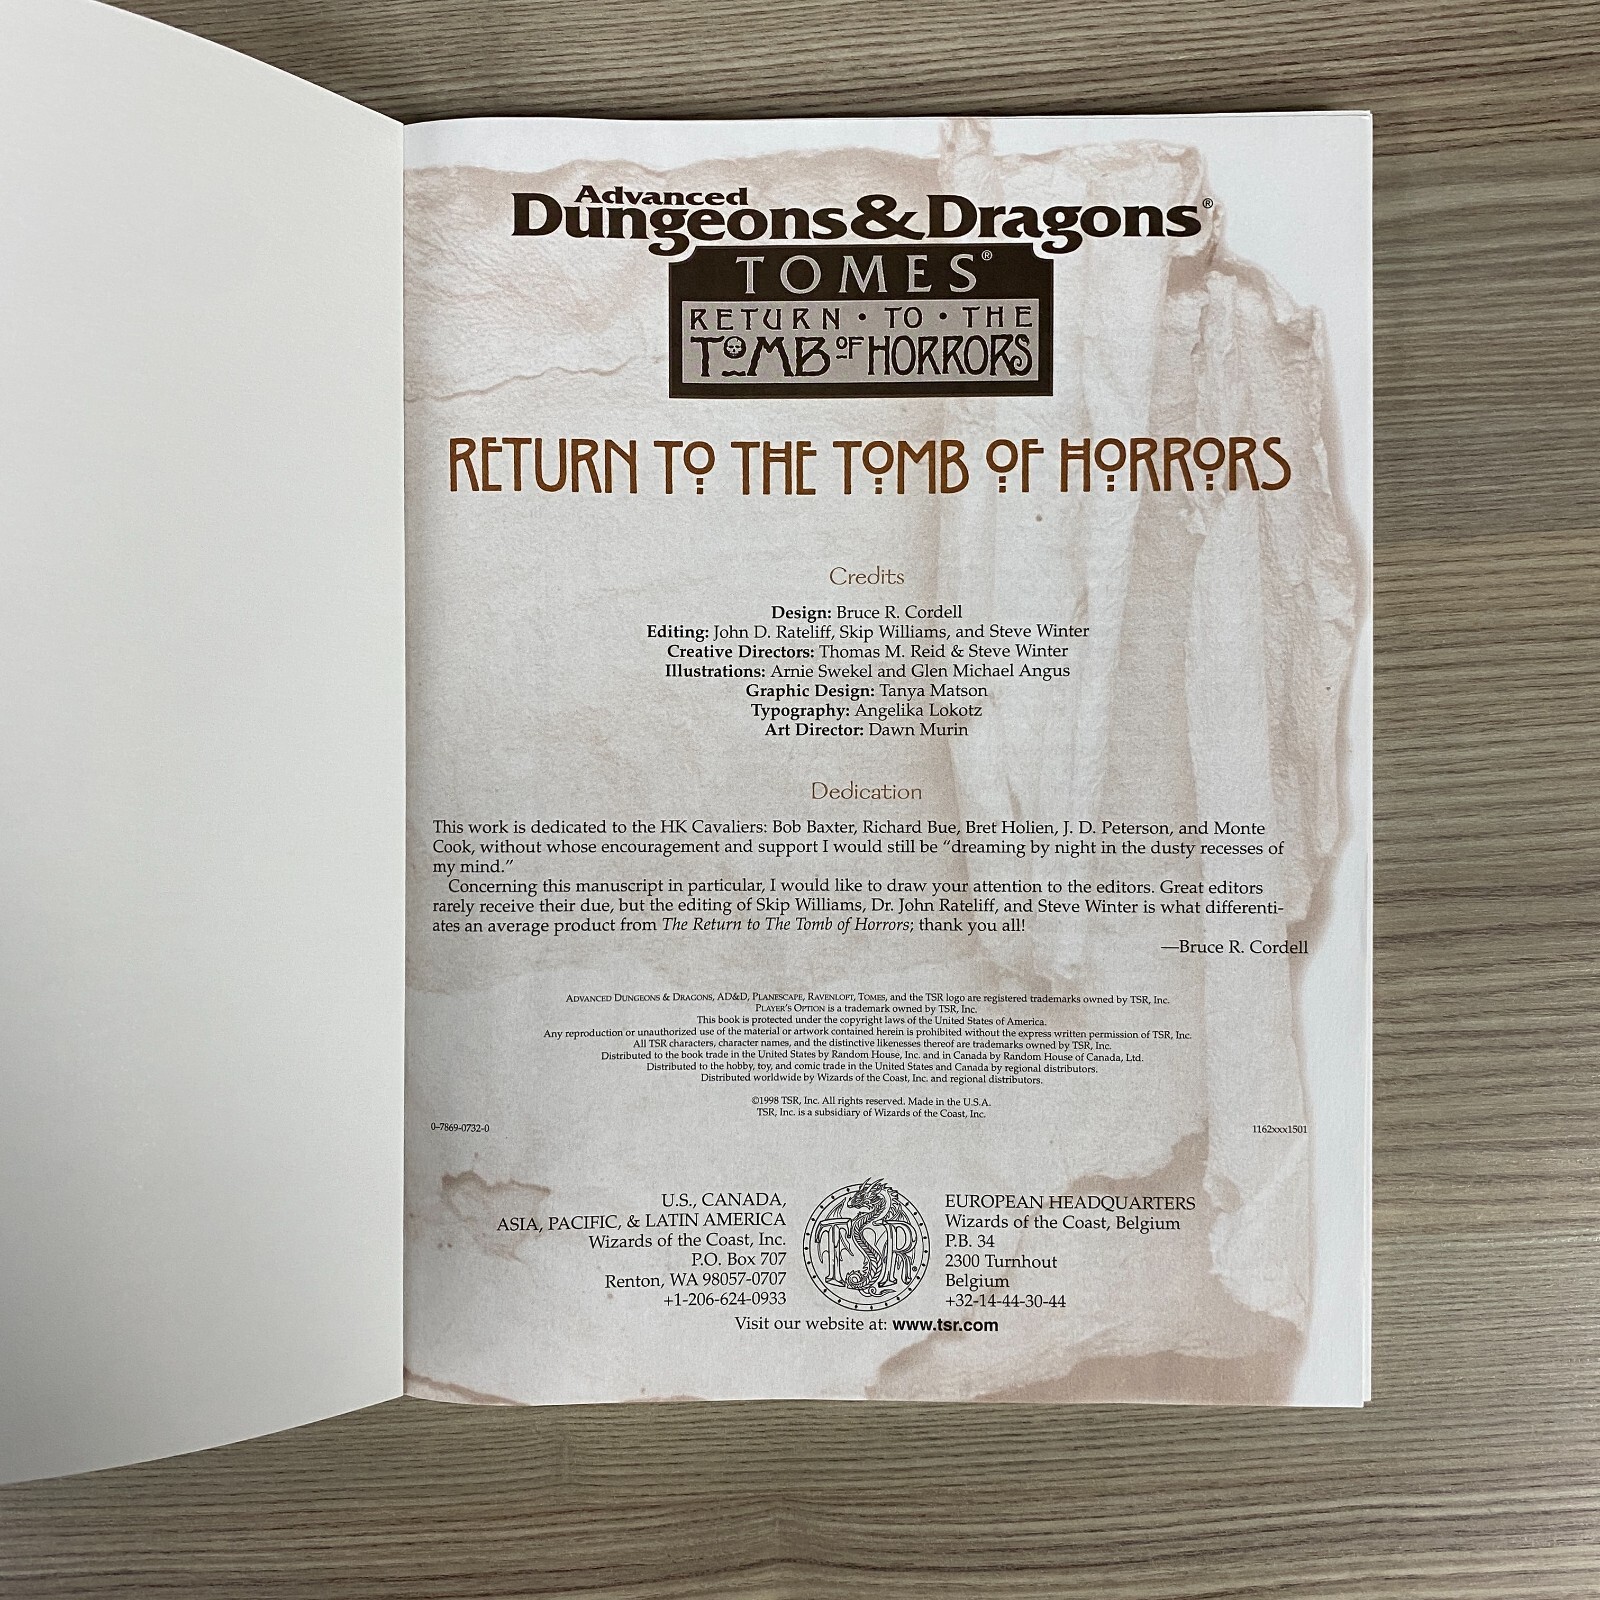 Advanced
Dungeons & Dragons®
TOMES®
RETURN • TO • THE
TOMB OF HORRORS
RETURN TO THE TOMB OF HORRORS
Credits
Design: Bruce R. Cordell
Editing: John D. Rateliff, Skip Williams, and Steve Winter
Creative Directors: Thomas M. Reid & Steve Winter
Illustrations: Arnie Swekel and Glen Michael Angus
Graphic Design: Tanya Matson
Typography: Angelika Lokotz
Art Director: Dawn Murin
Dedication
This work is dedicated to the HK Cavaliers: Bob Baxter, Richard Bue, Bret Holien, J. D. Peterson, and Monte
Cook, without whose encouragement and support I would still be “dreaming by night in the dusty recesses of
my mind.”
Concerning this manuscript in particular, I would like to draw your attention to the editors. Great editors
rarely receive their due, but the editing of Skip Williams, Dr. John Rateliff, and Steve Winter is what differenti-
ates an average product from The Return to The Tomb of Horrors; thank you all!
—Bruce R. Cordell
ADVANCED DUNGEONS & DRAGONS, AD&D, PLANESCAPE, RAVENLOFT, TOMES, and the TSR logo are registered trademarks owned by TSR, Inc.
PLAYER'S OPTION is a trademark owned by TSR, Inc.
This book is protected under the copyright laws of the United States of America.
Any reproduction or unauthorized use of the material or artwork contained herein is prohibited without the express written permission of TSR, Inc.
All TSR characters, character names, and the distinctive likenesses thereof are trademarks owned by TSR, Inc.
Distributed to the book trade in the United States by Random House, Inc. and in Canada by Random House of Canada, Ltd.
Distributed to the hobby, toy, and comic trade in the United States and Canada by regional distributors.
Distributed worldwide by Wizards of the Coast, Inc. and regional distributors.
©1998 TSR, Inc. All rights reserved. Made in the U.S.A.
TSR, Inc. is a subsidiary of Wizards of the Coast, Inc.
0-7869-0732-0
1162xxx1501
U.S., CANADA,
ASIA, PACIFIC, & LATIN AMERICA
Wizards of the Coast, Inc.
P.O. Box 707
Renton, WA 98057-0707
+1-206-624-0933
TSR®
EUROPEAN HEADQUARTERS
Wizards of the Coast, Belgium
P.B. 34
2300 Turnhout
Belgium
+32-14-44-30-44
Visit our website at: www.tsr.com